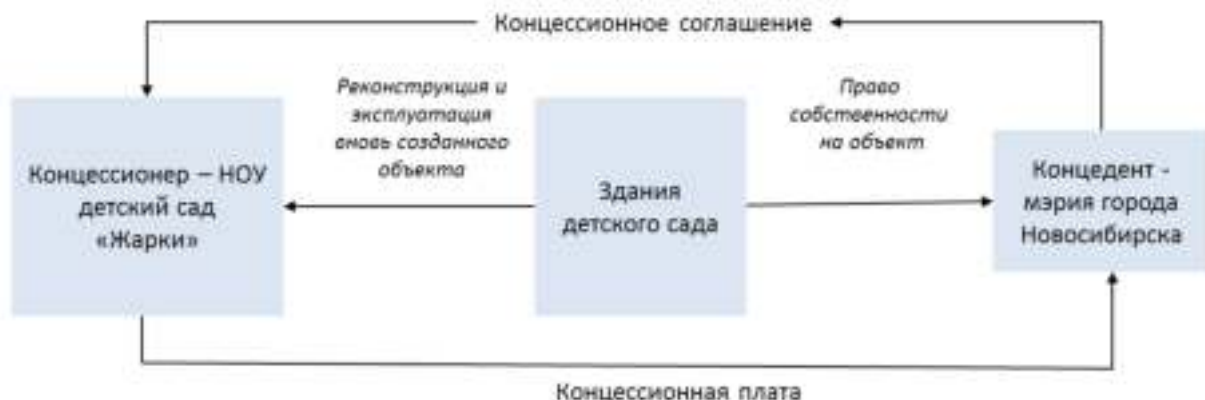 Концессионное соглашение
Реконструкция и
эксплуатация
вновь созданного
объекта
Право
собственности
на объект
Концессионер – НОУ
детский сад
«Жарки»
Здания
детского сада
Концедент -
мэрия города
Новосибирска
Концессионная плата